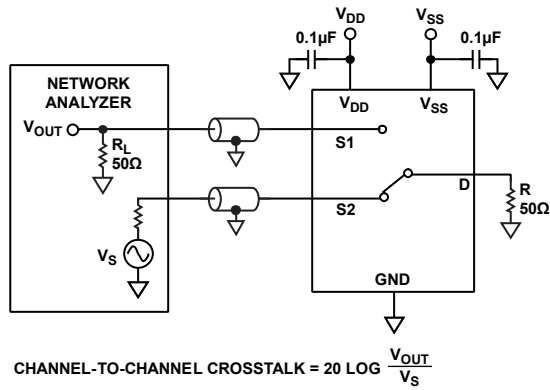 VDD
VSS
0.1µF
0.1µF
NETWORK
ANALYZER
VDD
VSS
VOUT
RL
50Ω
S1
S2
D
R
50Ω
VS
GND
CHANNEL-TO-CHANNEL CROSSTALK = 20 LOG VOUT
VS